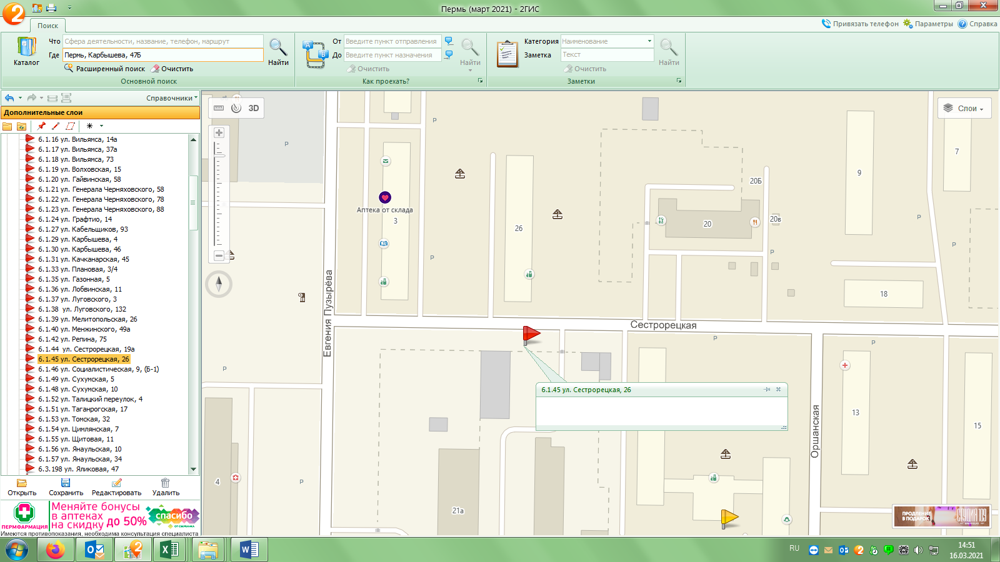 Пермь (март 2021) - 2ГИС
Поиск
Привязать телефон
Параметры
Справка
Каталог
Что
Сфера деятельности, название, телефон, маршрут
Где
Пермь, Карбышева, 47Б
Расширенный поиск
Очистить
Найти
Основной поиск
A
B
От
Введите пункт отправления
До
Введите пункт назначения
Очистить
Найти
Как проехать?
Категория
Наименование
Заметка
Текст
Очистить
Найти
Заметки
Справочники
Дополнительные слои
6.1.16 ул. Вильямса, 14а
6.1.17 ул. Вильямса, 37а
6.1.18 ул. Вильямса, 73
6.1.19 ул. Волховская, 15
6.1.20 ул. Гайвинская, 58
6.1.21 ул. Генерала Черняховского, 58
6.1.22 ул. Генерала Черняховского, 78
6.1.23 ул. Генерала Черняховского, 88
6.1.24 ул. Графтио, 14
6.1.27 ул. Кабельщиков, 93
6.1.29 ул. Карбышева, 4
6.1.30 ул. Карбышева, 46
6.1.31 ул. Качканарская, 45
6.1.33 ул. Плановая, 3/4
6.1.35 ул. Газонная, 5
6.1.36 ул. Лобвинская, 11
6.1.37 ул. Луговского, 3
6.1.38 ул. Луговского, 132
6.1.39 ул. Мелитопольская, 26
6.1.40 ул. Менжинского, 49а
6.1.42 ул. Репина, 75
6.1.44 ул. Сестрорецкая, 19а
6.1.45 ул. Сестрорецкая, 26
6.1.46 ул. Социалистическая, 9, (Б-1)
6.1.49 ул. Сухумская, 5
6.1.48 ул. Сухумская, 10
6.1.52 ул. Талицкий переулок, 4
6.1.51 ул. Таганрогская, 17
6.1.53 ул. Томская, 32
6.1.54 ул. Цимлянская, 7
6.1.55 ул. Щитовая, 11
6.1.56 ул. Янаульская, 10
6.1.57 ул. Янаульская, 34
6.3.198 ул. Яликовая, 47
Открыть
Сохранить
Редактировать
Удалить
ПЕРМФАРМАЦИЯ
Меняйте бонусы
в аптеках
на скидку до 50%
спасибо
ОТ СБЕРБАНКА
Имеются противопоказания, необходима консультация специалиста
3D
Слои
P
P
P
P
P
P
P
P
P
P
P
Аптека от склада
3
26
20Б
20
20в
9
7
18
Евгения Пузырёва
Сестрорецкая
Оршанская
6.1.45 ул. Сестрорецкая, 26
13
15
4
21а
ПРОДЛЕНИЕ
В ПОДАРОК
СТУДИЯ 109
RU
14:51
16.03.2021